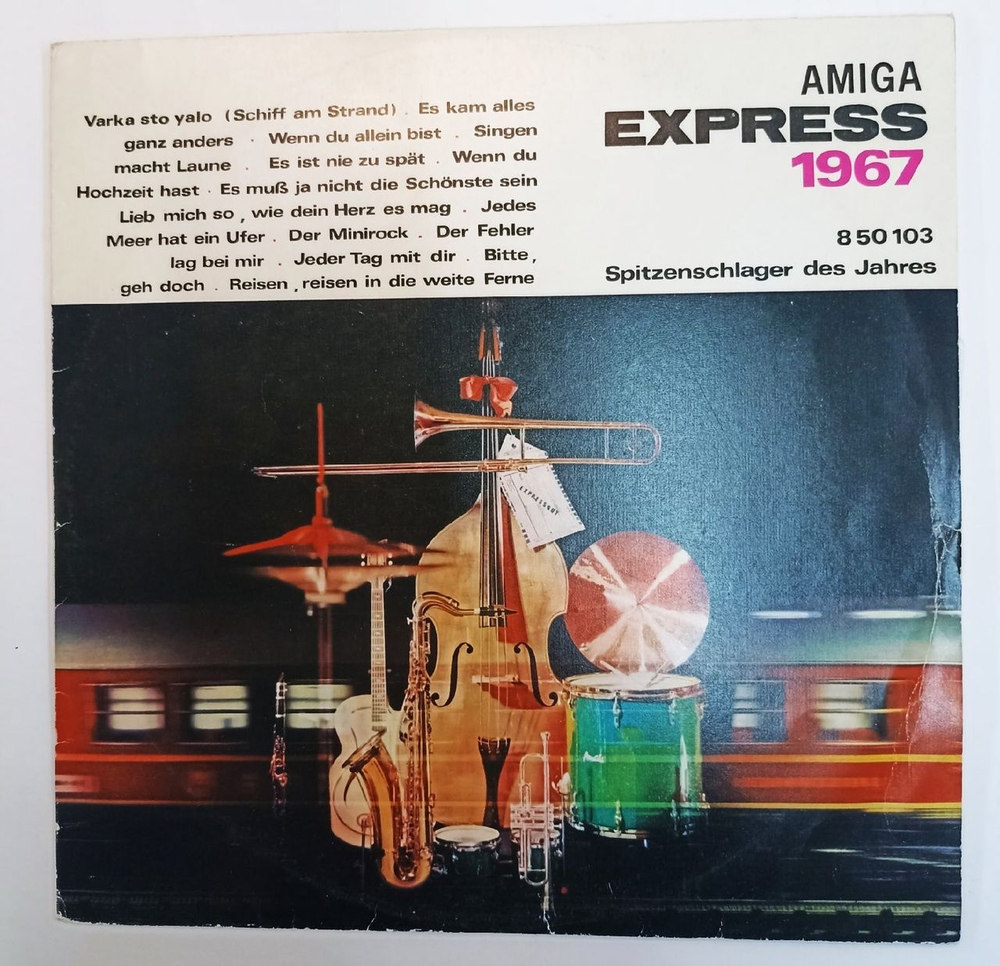 Varka sto yalo (Schiff am Strand) . Es kam alles
ganz anders . Wenn du allein bist . Singen
macht Laune . Es ist nie zu spät . Wenn du
Hochzeit hast . Es muß ja nicht die Schönste sein
Lieb mich so , wie dein Herz es mag . Jedes
Meer hat ein Ufer . Der Minirock . Der Fehler
lag bei mir . Jeder Tag mit dir . Bitte,
geh doch . Reisen , reisen in die weite Ferne
AMIGA
EXPRESS
1967
8 50 103
Spitzenschlager des Jahres
EXPRESSGUT